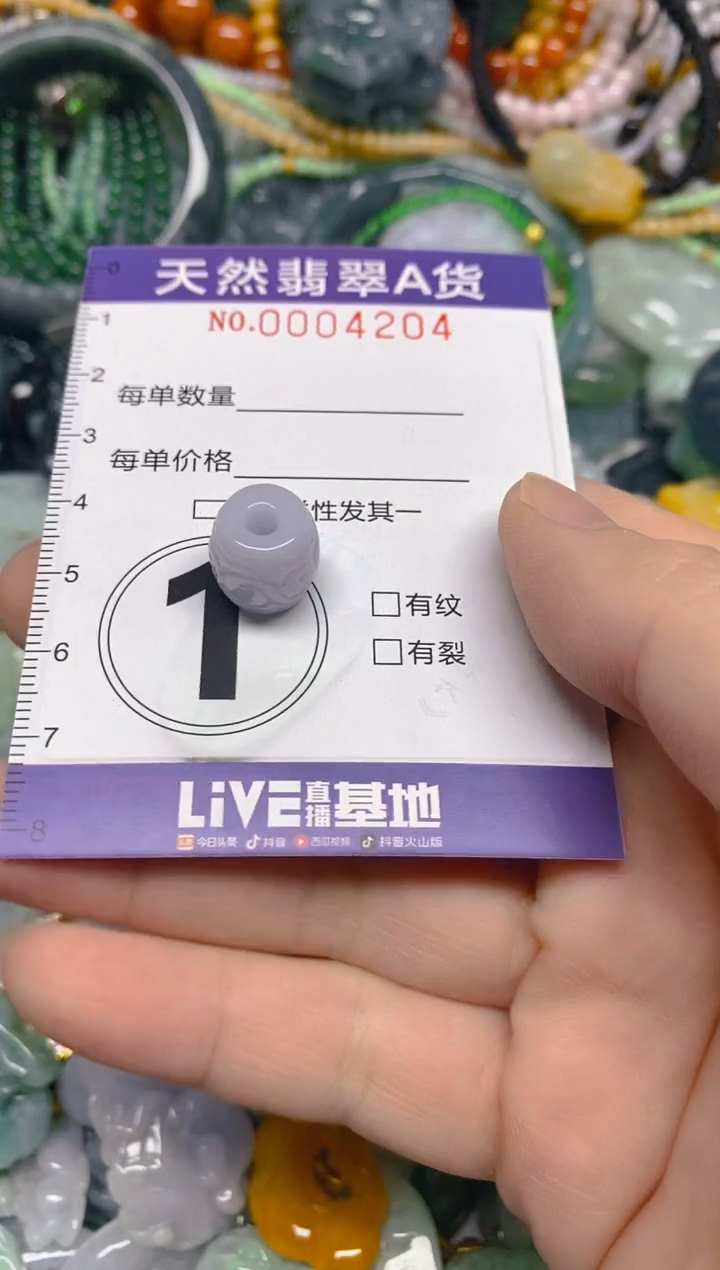 天然翡翠A货
NO.0004204
0
1
2
3
4
5
6
7
8
每单数量
每单价格
性发其一
1
有纹
有裂
LiVE直播基地
今日头条 抖音 西瓜视频 抖音火山版